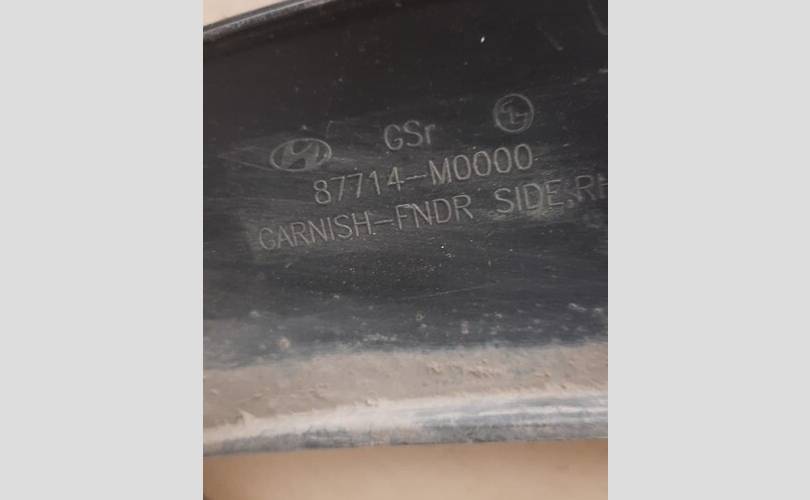 GSr
87714-M0000
GARNISH-FNDR SIDE,RH